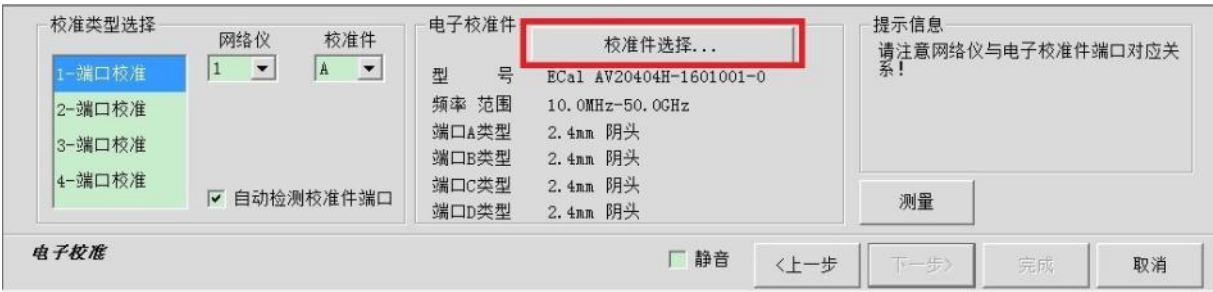 校准类型选择
网络仪 校准件
1 A
1-端口校准
2-端口校准
3-端口校准
4-端口校准
自动检测校准件端口
电子校准件
校准件选择...
型 号 ECal AV20404H-1601001-0
频率 范围 10.0MHz-50.0GHz
端口A类型 2.4mm 阴头
端口B类型 2.4mm 阴头
端口C类型 2.4mm 阴头
端口D类型 2.4mm 阴头
提示信息
请注意网络仪与电子校准件端口对应关
系!
测量
电子校准
静音 <上一步 下一步> 完成 取消